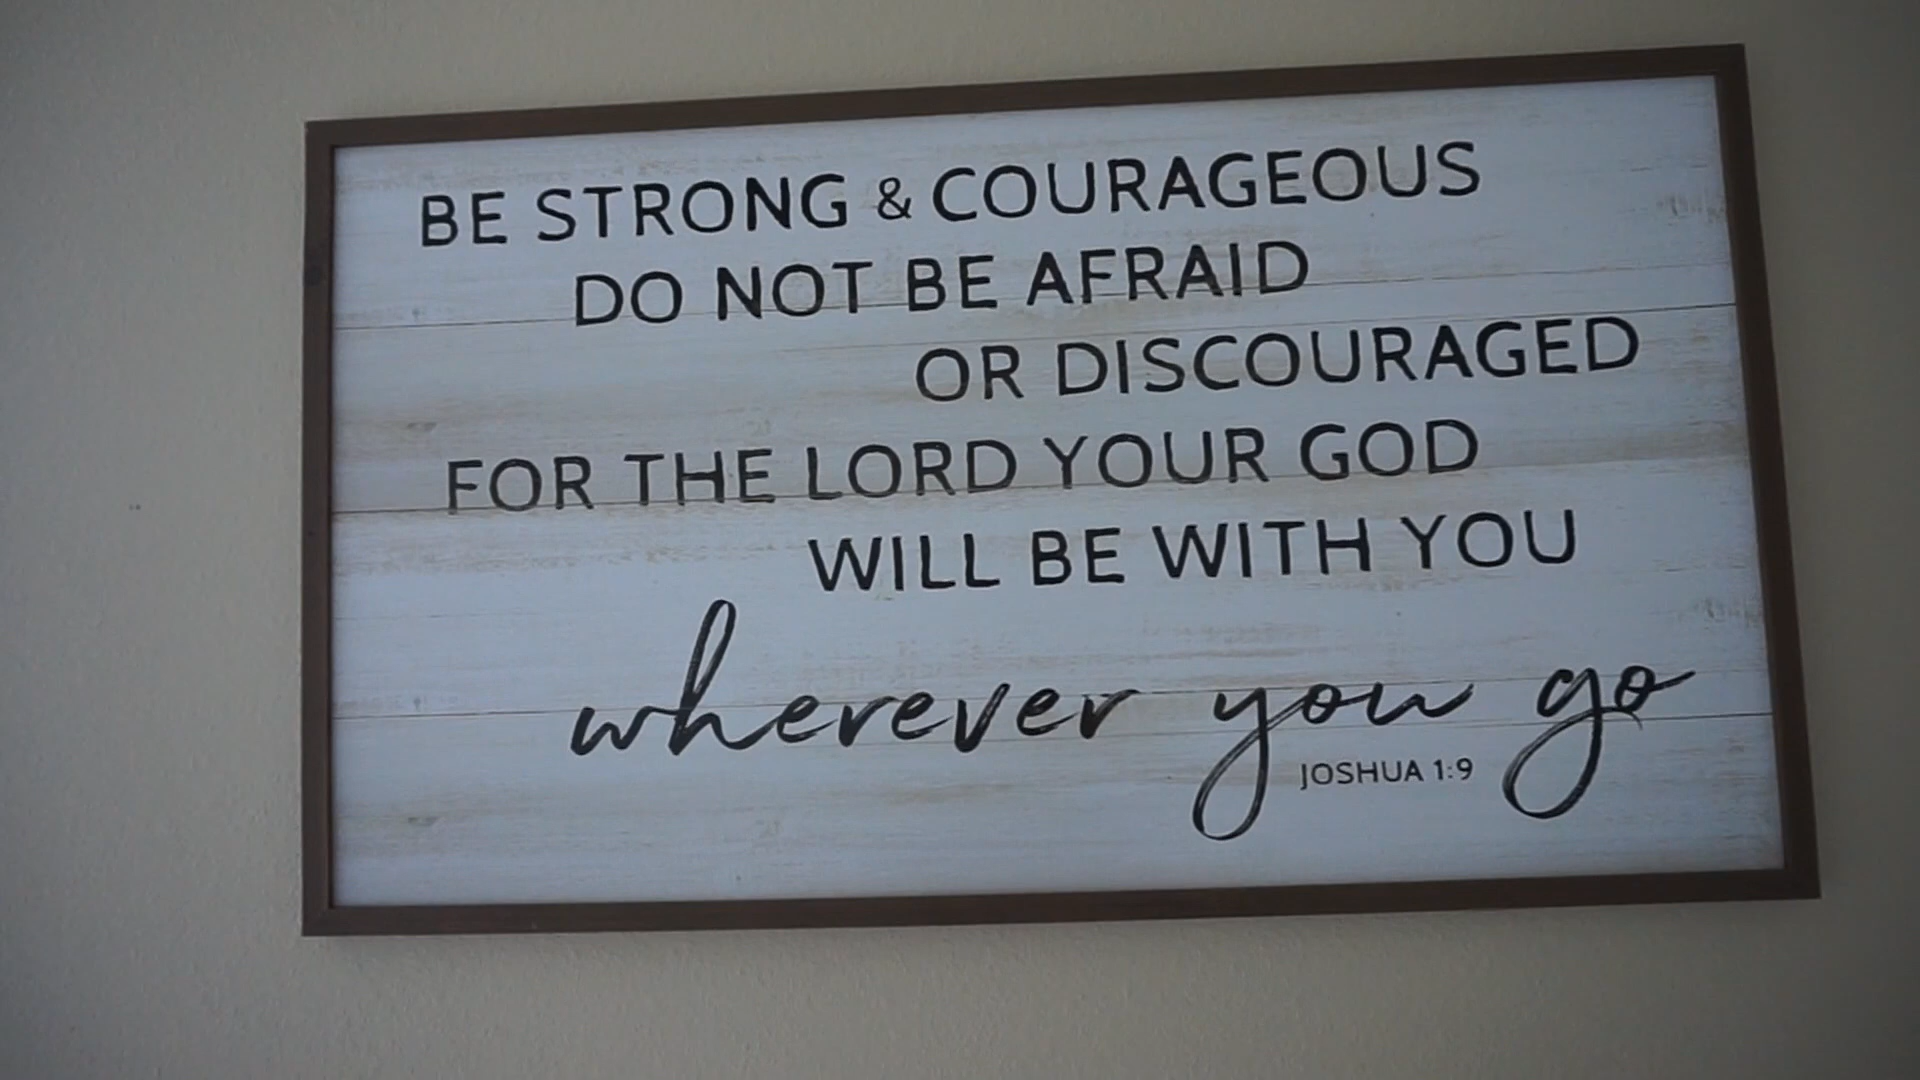 BE STRONG & COURAGEOUS
DO NOT BE AFRAID
OR DISCOURAGED
FOR THE LORD YOUR GOD
WILL BE WITH YOU
wherever you go
JOSHUA 1:9